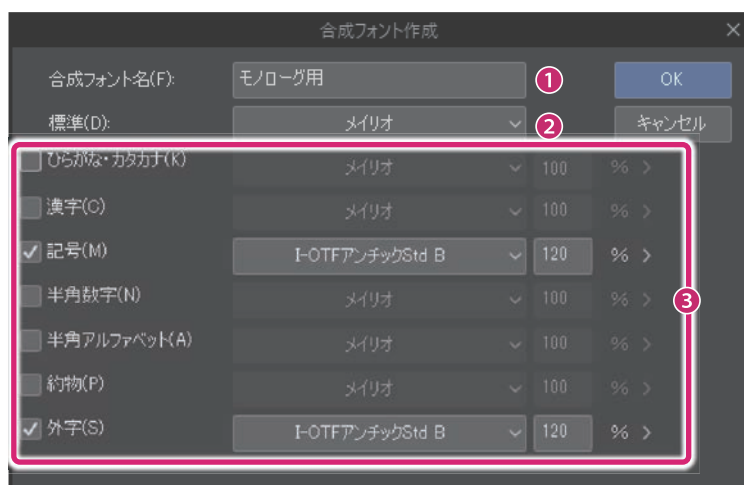 合成フォント作成 ×
合成フォント名(F): モノローグ用 1 OK
標準(D): メイリオ 2 キャンセル
ひらがな・カタカナ(K) メイリオ 100 % >
漢字(C) メイリオ 100 % >
記号(M) I-OTFアンチックStd B 120 % >
半角数字(N) メイリオ 100 % > 3
半角アルファベット(A) メイリオ 100 % >
約物(P) メイリオ 100 % >
外字(S) I-OTFアンチックStd B 120 % >